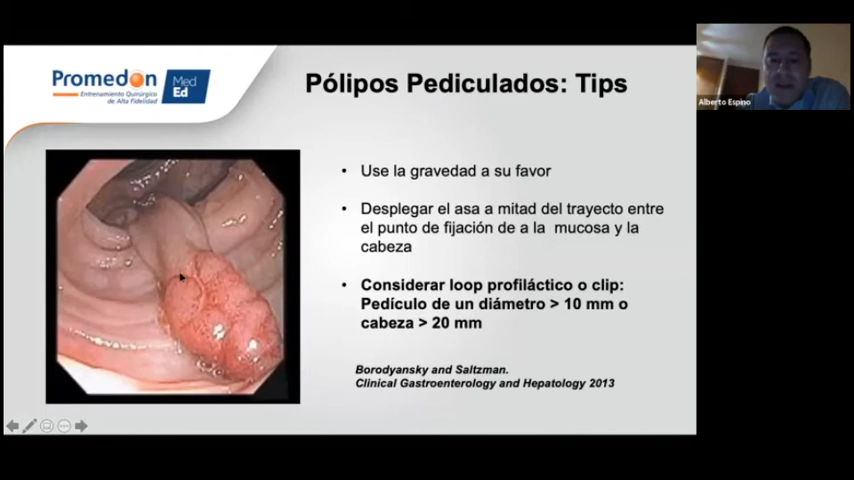 Promedon
Entrenamiento Quirúrgico
de Alta Fidelidad
Med
Ed
Pólipos Pediculados: Tips
Alberto Espino
• Use la gravedad a su favor
• Desplegar el asa a mitad del trayecto entre
el punto de fijación de a la mucosa y la
cabeza
• Considerar loop profiláctico o clip:
Pedículo de un diámetro > 10 mm o
cabeza > 20 mm
Borodyansky and Saltzman.
Clinical Gastroenterology and Hepatology 2013